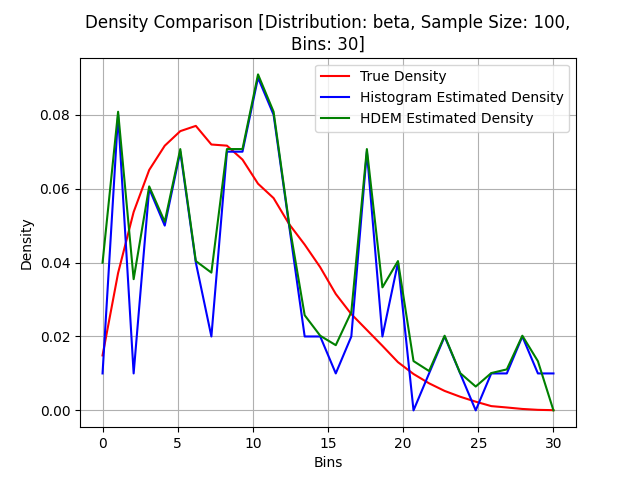 Density Comparison [Distribution: beta, Sample Size: 100,
Bins: 30]
True Density
Histogram Estimated Density
HDEM Estimated Density
Density
0.08
0.06
0.04
0.02
0.00
0 5 10 15 20 25 30
Bins